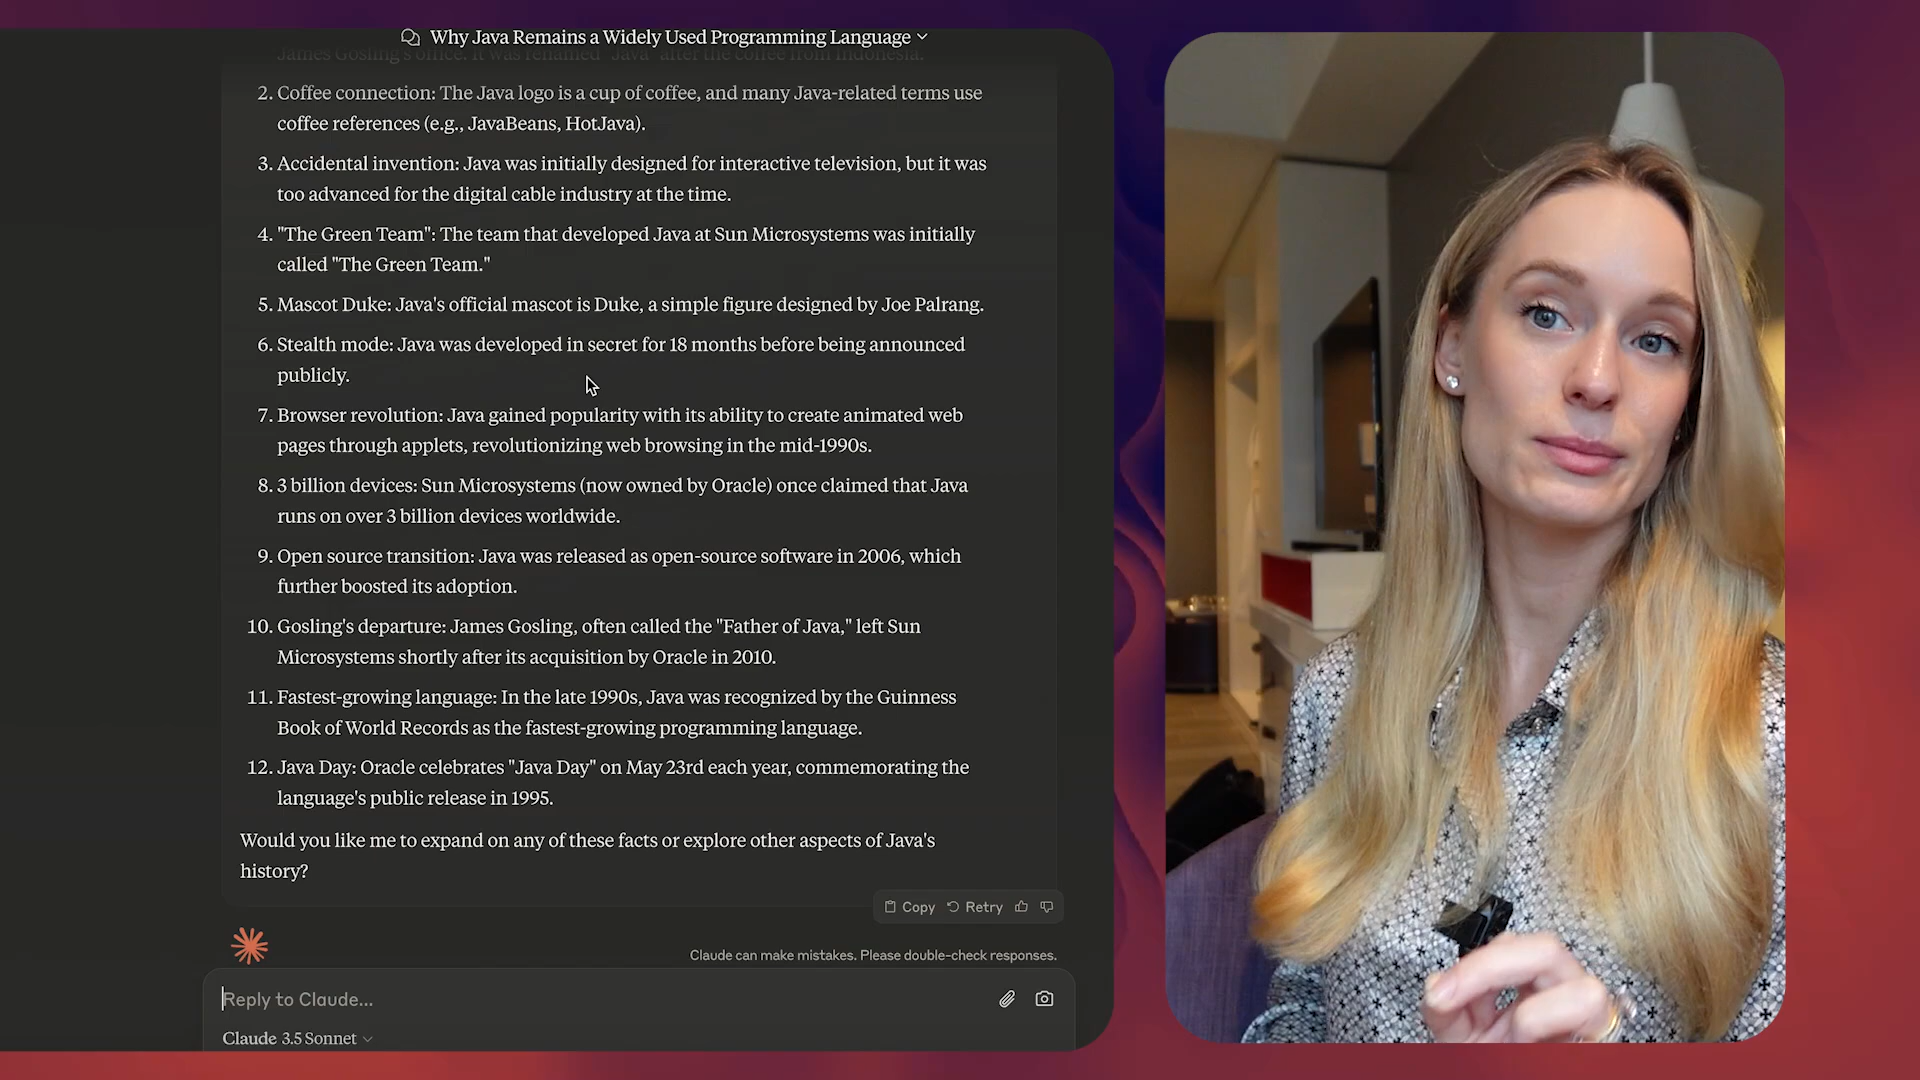 Why Java Remains a Widely Used Programming Language
James Gosling's office. It was renamed "Java" after the coffee from Indonesia.
2. Coffee connection: The Java logo is a cup of coffee, and many Java-related terms use
coffee references (e.g., JavaBeans, HotJava).
3. Accidental invention: Java was initially designed for interactive television, but it was
too advanced for the digital cable industry at the time.
4. "The Green Team": The team that developed Java at Sun Microsystems was initially
called "The Green Team."
5. Mascot Duke: Java's official mascot is Duke, a simple figure designed by Joe Palrang.
6. Stealth mode: Java was developed in secret for 18 months before being announced
publicly.
7. Browser revolution: Java gained popularity with its ability to create animated web
pages through applets, revolutionizing web browsing in the mid-1990s.
8. 3 billion devices: Sun Microsystems (now owned by Oracle) once claimed that Java
runs on over 3 billion devices worldwide.
9. Open source transition: Java was released as open-source software in 2006, which
further boosted its adoption.
10. Gosling's departure: James Gosling, often called the "Father of Java," left Sun
Microsystems shortly after its acquisition by Oracle in 2010.
11. Fastest-growing language: In the late 1990s, Java was recognized by the Guinness
Book of World Records as the fastest-growing programming language.
12. Java Day: Oracle celebrates "Java Day" on May 23rd each year, commemorating the
language's public release in 1995.
Would you like me to expand on any of these facts or explore other aspects of Java's
history?
Copy Retry
Claude can make mistakes. Please double-check responses.
Reply to Claude...
Claude 3.5 Sonnet